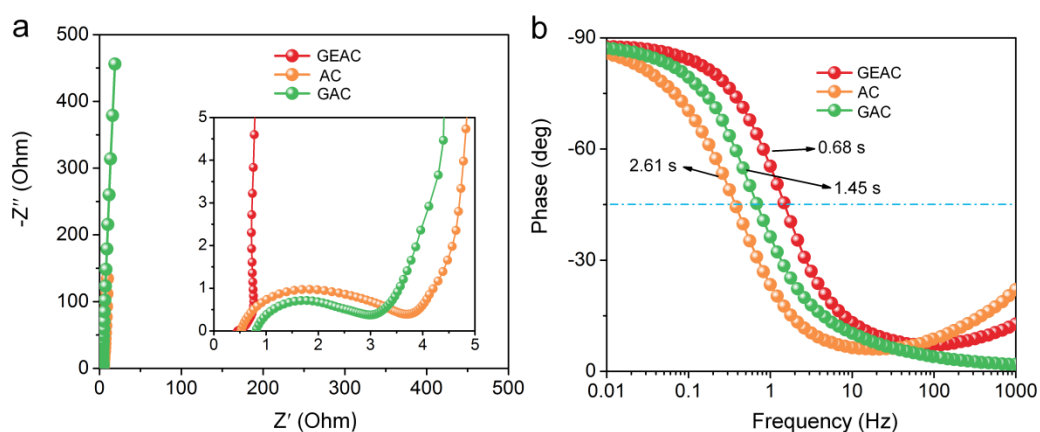 a
500
400
300
200
100
0
0 100 200 300 400 500
-Z″ (Ohm)
Z′ (Ohm)
GEAC
AC
GAC
5
4
3
2
1
0
0 1 2 3 4 5
b
-90
-60
-30
0
0.01 0.1 1 10 100 1000
Phase (deg)
Frequency (Hz)
GEAC
AC
GAC
0.68 s
2.61 s
1.45 s